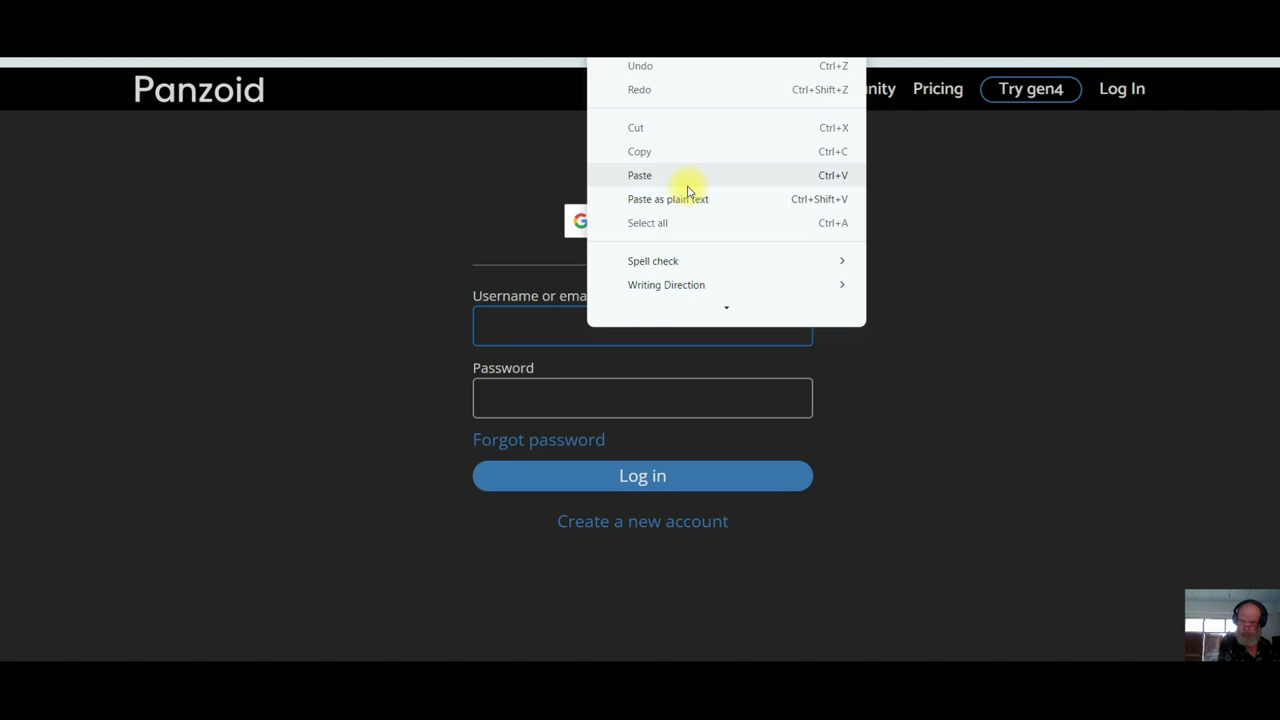 Undo Ctrl+Z
Panzoid nity Pricing Try gen4 Log In
Redo Ctrl+Shift+Z
Cut Ctrl+X
Copy Ctrl+C
Paste Ctrl+V
Paste as plain text Ctrl+Shift+V
Select all Ctrl+A
Spell check
Writing Direction
Username or ema
Password
Forgot password
Log in
Create a new account